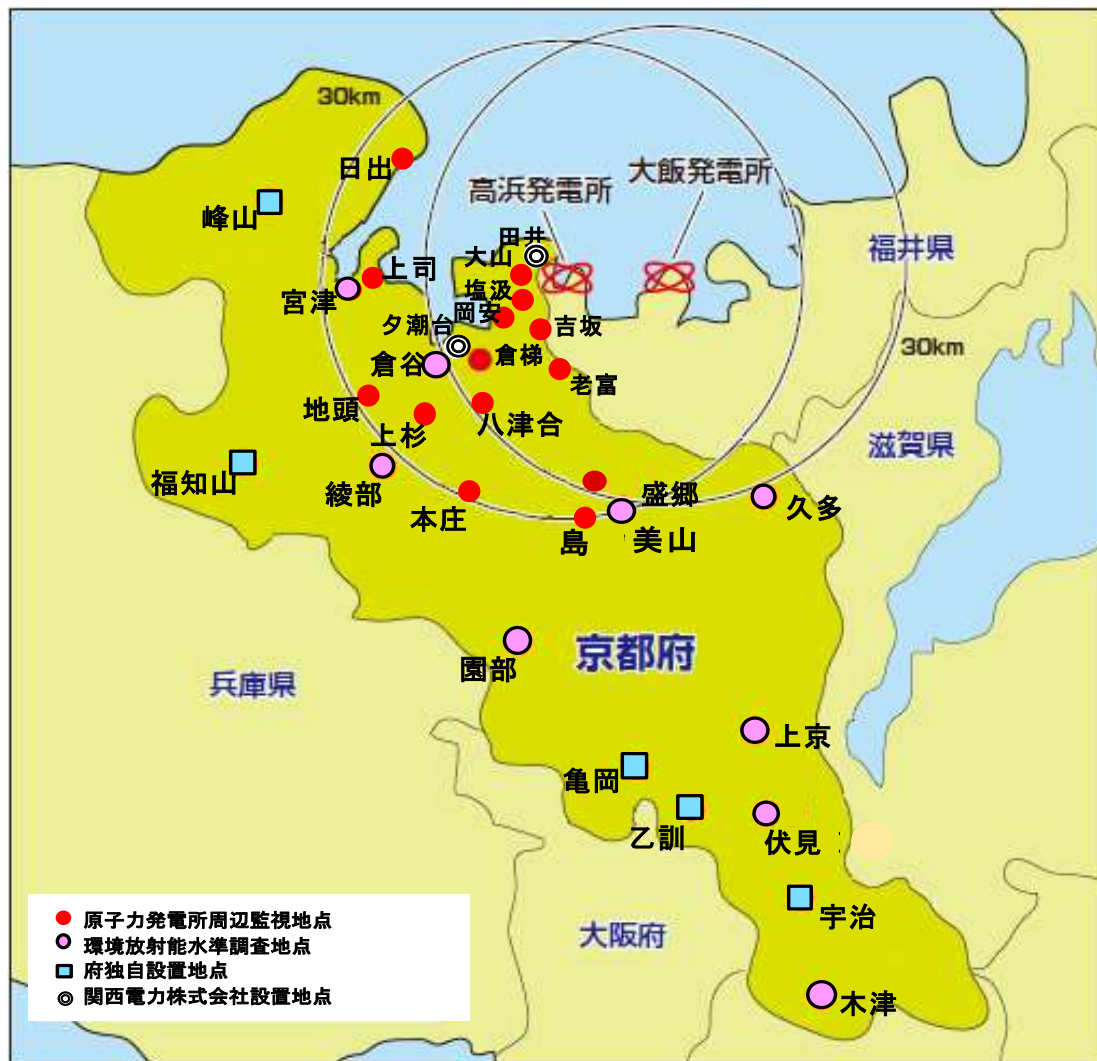 30km
日出
高浜発電所
大飯発電所
峰山
田井
大山
福井県
上司
塩汲
宮津
岡安
夕潮台
吉坂
30km
倉谷
倉梯
老富
地頭
八津合
上杉
滋賀県
福知山
綾部
本庄
盛郷
久多
島
美山
園部
京都府
兵庫県
上京
亀岡
乙訓
伏見
宇治
大阪府
木津
原子力発電所周辺監視地点
環境放射能水準調査地点
府独自設置地点
関西電力株式会社設置地点